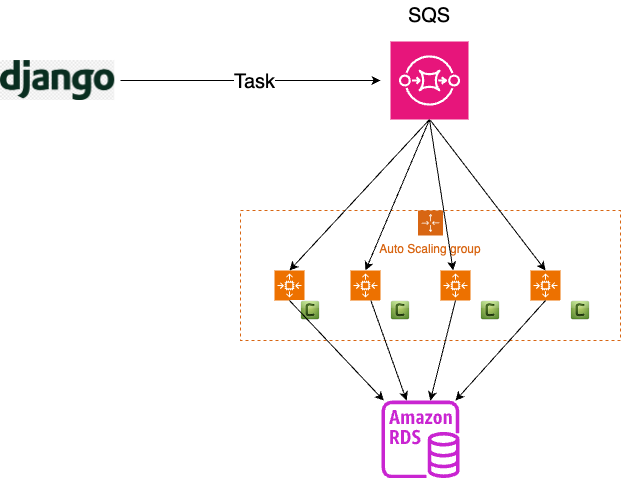 SQS
django
Task
Auto Scaling group
C
C
C
C
Amazon
RDS